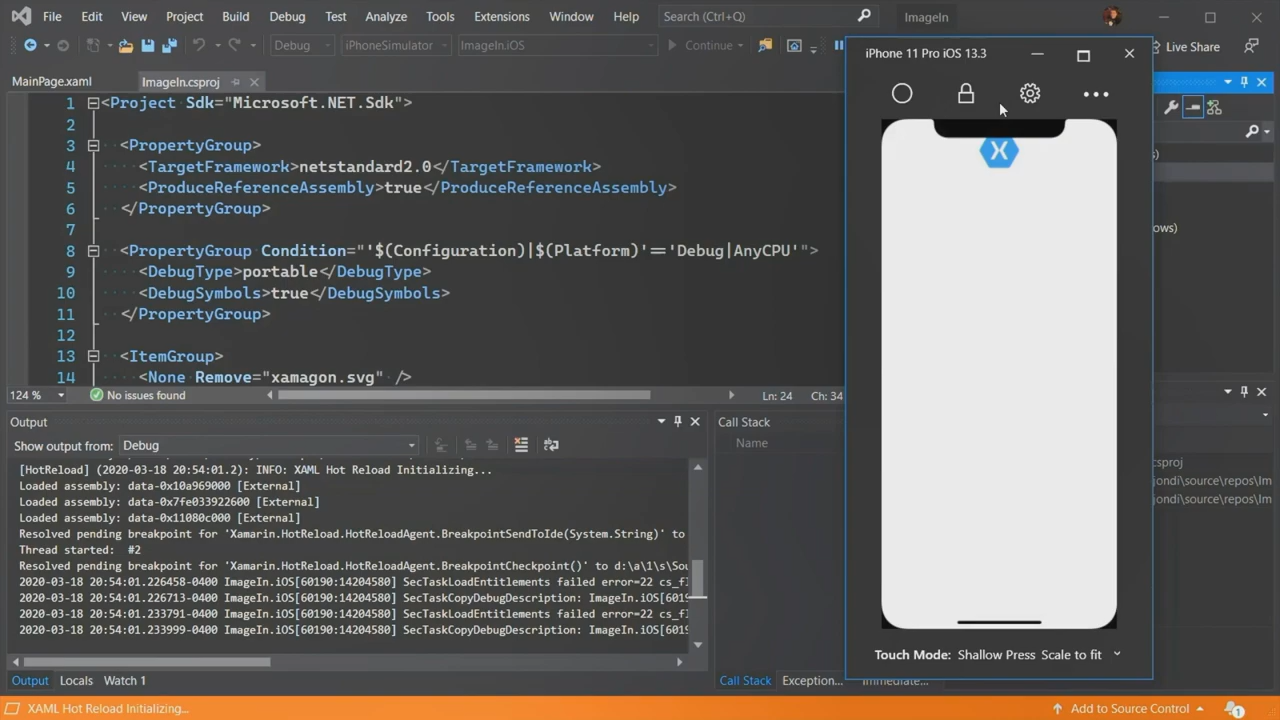 File Edit View Project Build Debug Test Analyze Tools Extensions Window Help Search (Ctrl+Q) ImageIn
Debug iPhoneSimulator ImageIn.iOS Continue Live Share
MainPage.xaml ImageIn.csproj
1 <Project Sdk="Microsoft.NET.Sdk">
2
3 <PropertyGroup>
4 <TargetFramework>netstandard2.0</TargetFramework>
5 <ProduceReferenceAssembly>true</ProduceReferenceAssembly>
6 </PropertyGroup>
7
8 <PropertyGroup Condition="'$(Configuration)|$(Platform)'=='Debug|AnyCPU'">
9 <DebugType>portable</DebugType>
10 <DebugSymbols>true</DebugSymbols>
11 </PropertyGroup>
12
13 <ItemGroup>
14 <None Remove="xamagon.svg" />
124 % No issues found Ln: 24 Ch: 34
Output
Show output from: Debug
[HotReload] (2020-03-18 20:54:01.2): INFO: XAML Hot Reload Initializing...
Loaded assembly: data-0x10a969000 [External]
Loaded assembly: data-0x7fe033922600 [External]
Loaded assembly: data-0x11080c000 [External]
Resolved pending breakpoint for 'Xamarin.HotReload.HotReloadAgent.BreakpointSendToIde(System.String)' to
Thread started: #2
Resolved pending breakpoint for 'Xamarin.HotReload.HotReloadAgent.BreakpointCheckpoint()' to d:\a\1\s\Sou
2020-03-18 20:54:01.226458-0400 ImageIn.iOS[60190:14204580] SecTaskLoadEntitlements failed error=22 cs_fl
2020-03-18 20:54:01.226713-0400 ImageIn.iOS[60190:14204580] SecTaskCopyDebugDescription: ImageIn.iOS[6019
2020-03-18 20:54:01.233791-0400 ImageIn.iOS[60190:14204580] SecTaskLoadEntitlements failed error=22 cs_fl
2020-03-18 20:54:01.233999-0400 ImageIn.iOS[60190:14204580] SecTaskCopyDebugDescription: ImageIn.iOS[6019
Output Locals Watch 1
Call Stack
Name
Call Stack Exception...
iPhone 11 Pro iOS 13.3
Touch Mode: Shallow Press Scale to fit
ows)
csproj
jondi\source\repos\Im
jondi\source\repos\Im
XAML Hot Reload Initializing... Add to Source Control 1